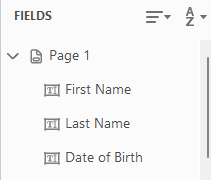 FIELDS
Page 1
First Name
Last Name
Date of Birth